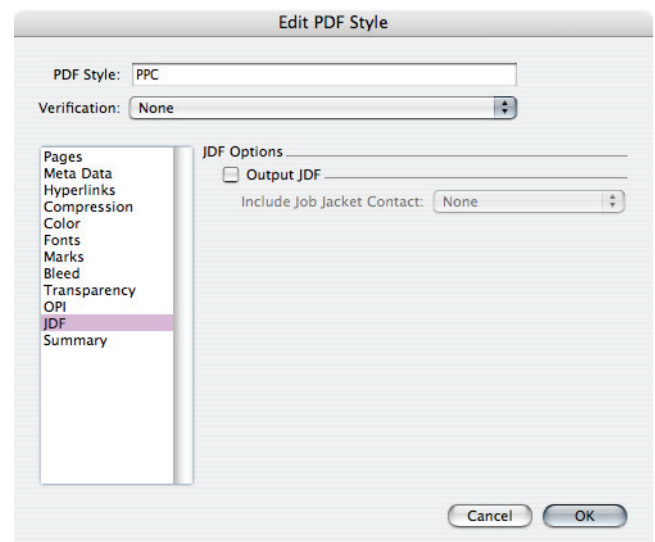 Edit PDF Style
PDF Style: PPC
Verification: None
Pages
Meta Data
Hyperlinks
Compression
Color
Fonts
Marks
Bleed
Transparency
OPI
JDF
Summary
JDF Options
Output JDF
Include Job Jacket Contact: None
Cancel OK